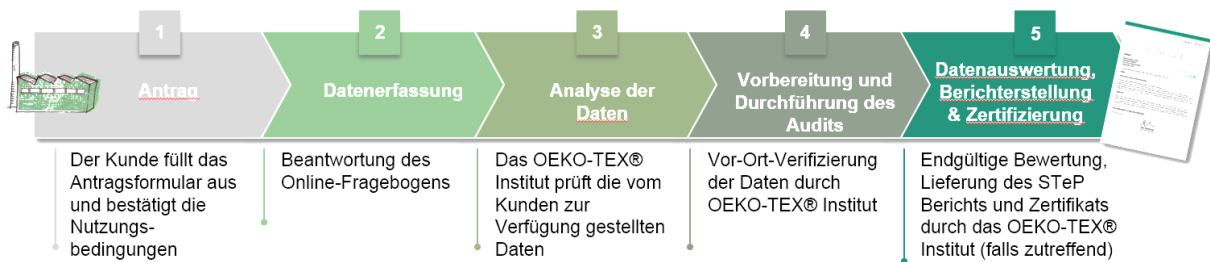 1
Antrag
Der Kunde füllt das
Antragsformular aus
und bestätigt die
Nutzungs-
bedingungen
2
Datenerfassung
Beantwortung des
Online-Fragebogens
3
Analyse der
Daten
Das OEKO-TEX®
Institut prüft die vom
Kunden zur
Verfügung gestellten
Daten
4
Vorbereitung und
Durchführung des
Audits
Vor-Ort-Verifizierung
der Daten durch
OEKO-TEX® Institut
5
Datenauswertung,
Berichterstellung
& Zertifizierung
Endgültige Bewertung,
Lieferung des STeP
Berichts und Zertifikats
durch das OEKO-TEX®
Institut (falls zutreffend)